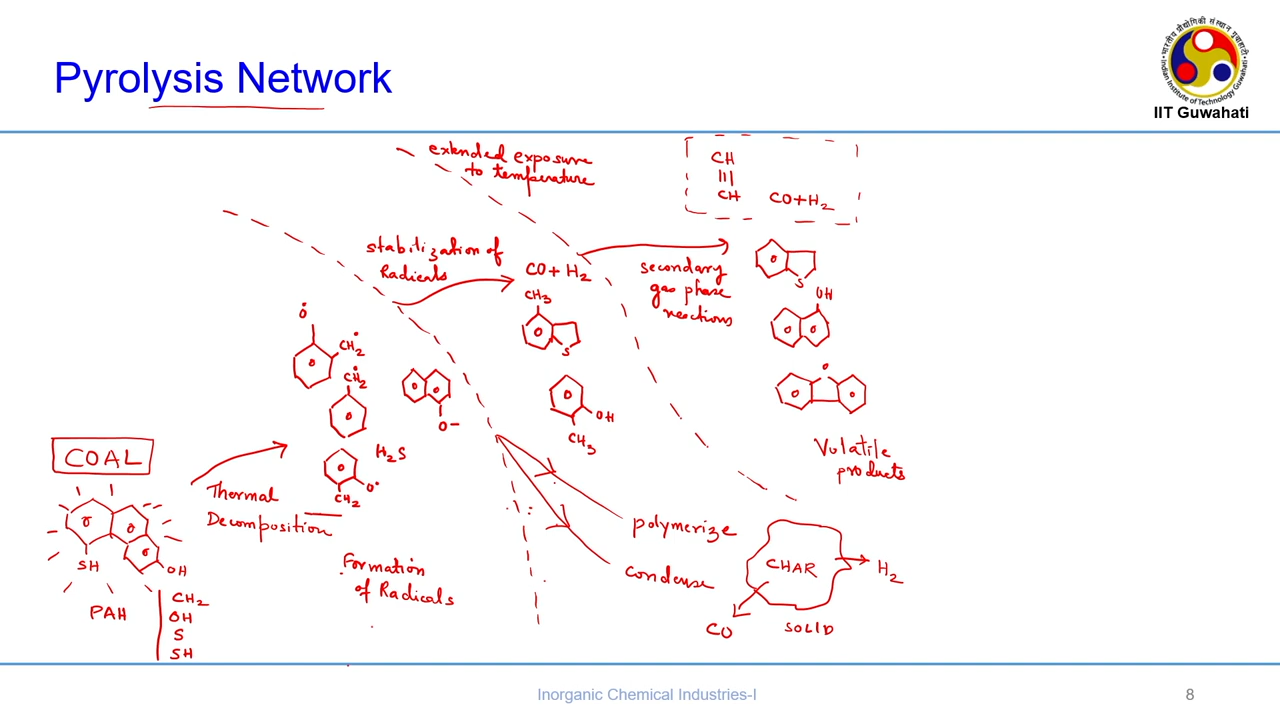 Pyrolysis Network
IIT Guwahati
extended exposure
to temperature
CH
|||
CH
CO+H2
stabilization of
Radicals
CO+H2
CH3
S
OH
CH3
secondary
gas phase
reactions
S
OH
o
Volatile
products
COAL
SH
OH
PAH
CH2
OH
S
SH
Thermal
Decomposition
Ȯ
CH2
CH2
O–
H2S
O
CH2
Formation
of Radicals
polymerize
condense
CHAR
H2
CO
SOLID
Inorganic Chemical Industries-I
8